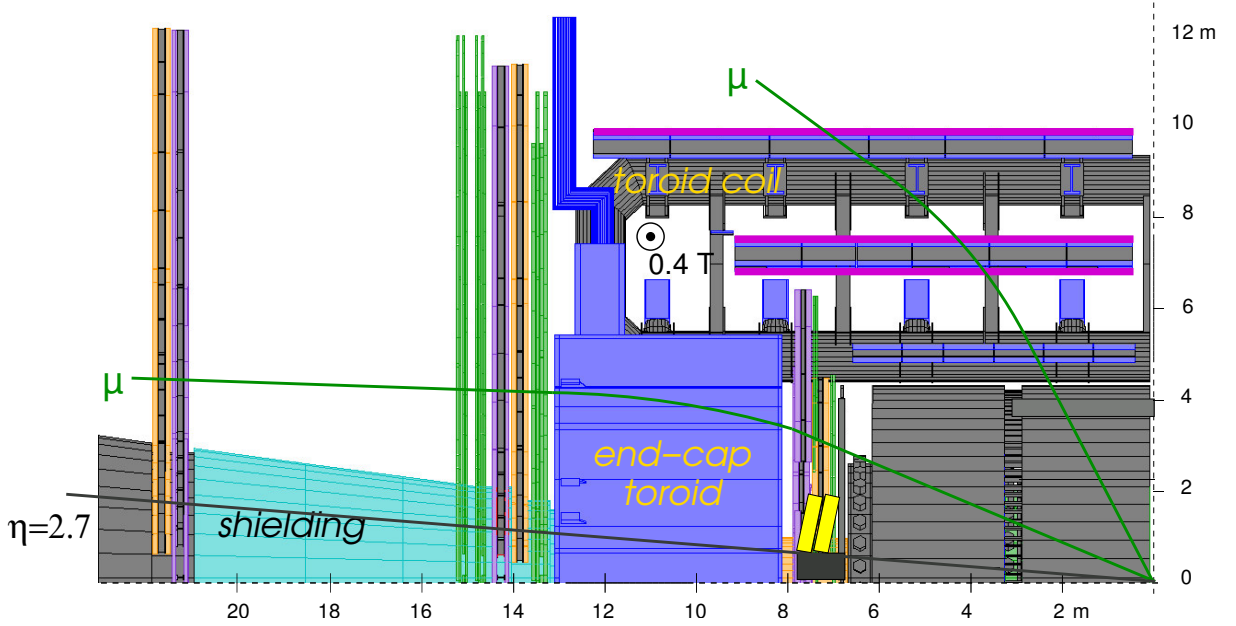 12 m
μ
10
toroid coil
8
0.4 T
6
μ
4
end−cap
toroid
2
η=2.7
shielding
0
20 18 16 14 12 10 8 6 4 2 m